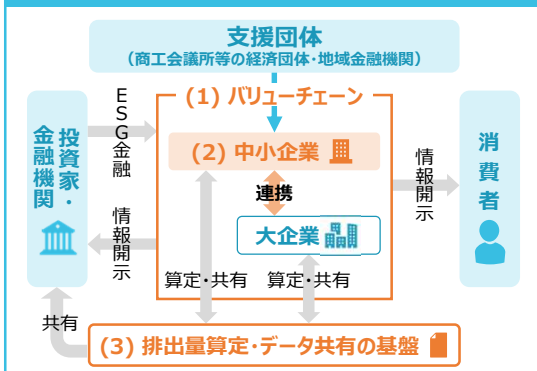 支援団体
(商工会議所等の経済団体・地域金融機関)
(1) バリューチェーン
ESG金融
投資家・
金融機関
(2) 中小企業
連携
大企業
情報開示
情報開示
消費者
算定・共有
算定・共有
共有
(3) 排出量算定・データ共有の基盤